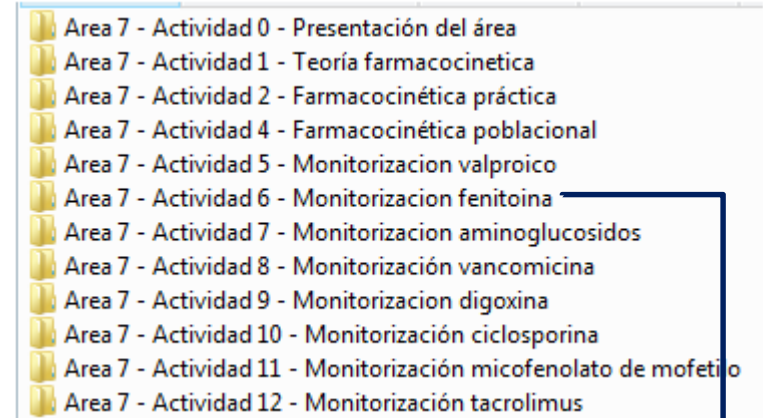 Area 7 - Actividad 0 - Presentación del área
Area 7 - Actividad 1 - Teoría farmacocinetica
Area 7 - Actividad 2 - Farmacocinética práctica
Area 7 - Actividad 4 - Farmacocinética poblacional
Area 7 - Actividad 5 - Monitorizacion valproico
Area 7 - Actividad 6 - Monitorizacion fenitoina
Area 7 - Actividad 7 - Monitorizacion aminoglucosidos
Area 7 - Actividad 8 - Monitorización vancomicina
Area 7 - Actividad 9 - Monitorizacion digoxina
Area 7 - Actividad 10 - Monitorización ciclosporina
Area 7 - Actividad 11 - Monitorización micofenolato de mofetilo
Area 7 - Actividad 12 - Monitorización tacrolimus